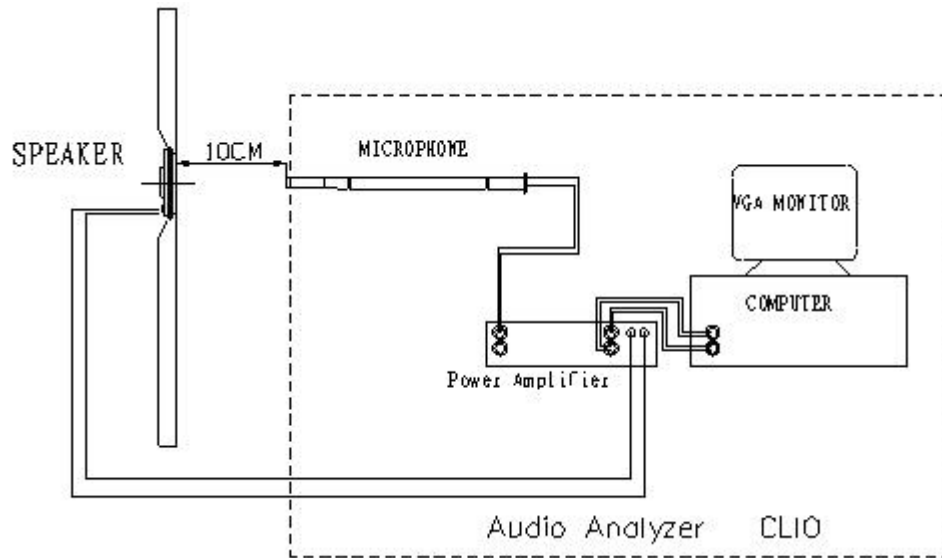 SPEAKER
10CM
MICROPHONE
VGA MONITOR
COMPUTER
Power Amplifier
Audio Analyzer CLIO